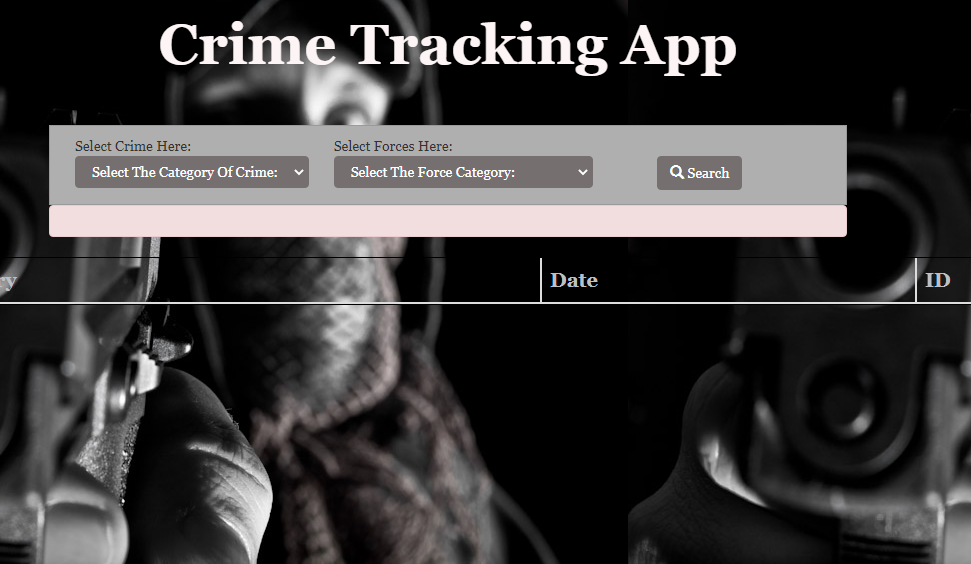 Crime Tracking App
Select Crime Here:
Select Forces Here:
Select The Category Of Crime:
Select The Force Category:
Search
ry
Date
ID